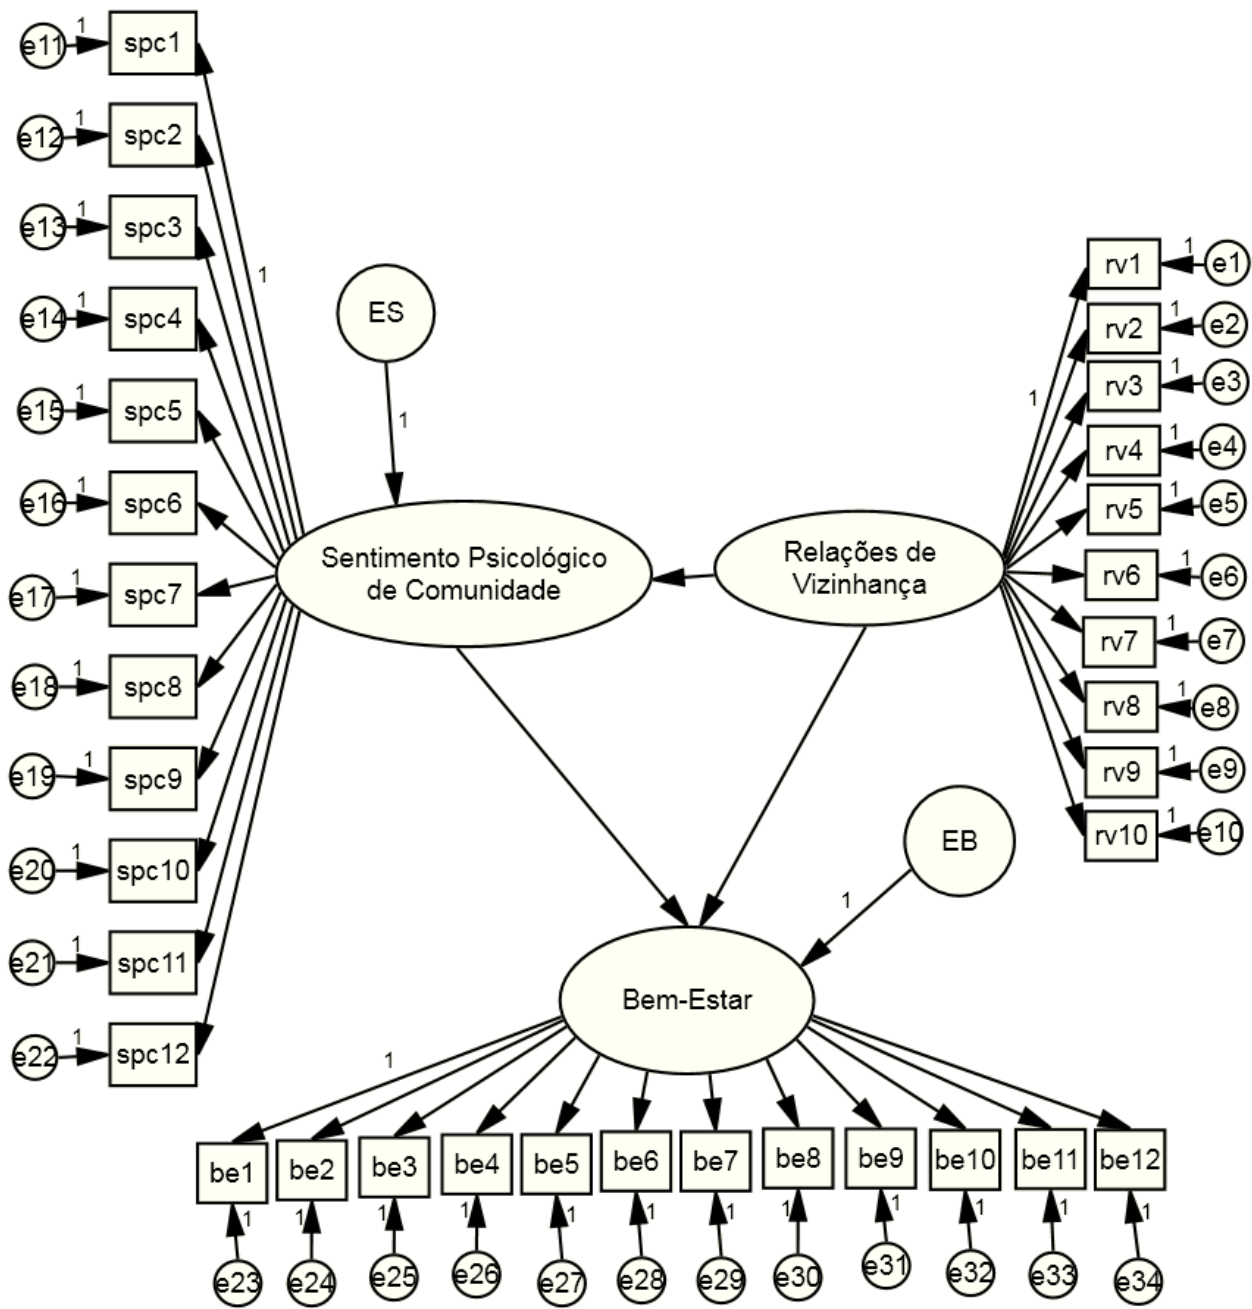 e11 1 spc1
e12 1 spc2
e13 1 spc3
e14 1 spc4
e15 1 spc5
e16 1 spc6
e17 1 spc7
e18 1 spc8
e19 1 spc9
e20 1 spc10
e21 1 spc11
e22 1 spc12
1
ES
1
Sentimento Psicológico
de Comunidade
Relações de
Vizinhança
1
rv1 1 e1
rv2 1 e2
rv3 1 e3
rv4 1 e4
rv5 1 e5
rv6 1 e6
rv7 1 e7
rv8 1 e8
rv9 1 e9
rv10 1 e10
EB
1
Bem-Estar
1
be1 be2 be3 be4 be5 be6 be7 be8 be9 be10 be11 be12
1 1 1 1 1 1 1 1 1 1 1 1
e23 e24 e25 e26 e27 e28 e29 e30 e31 e32 e33 e34